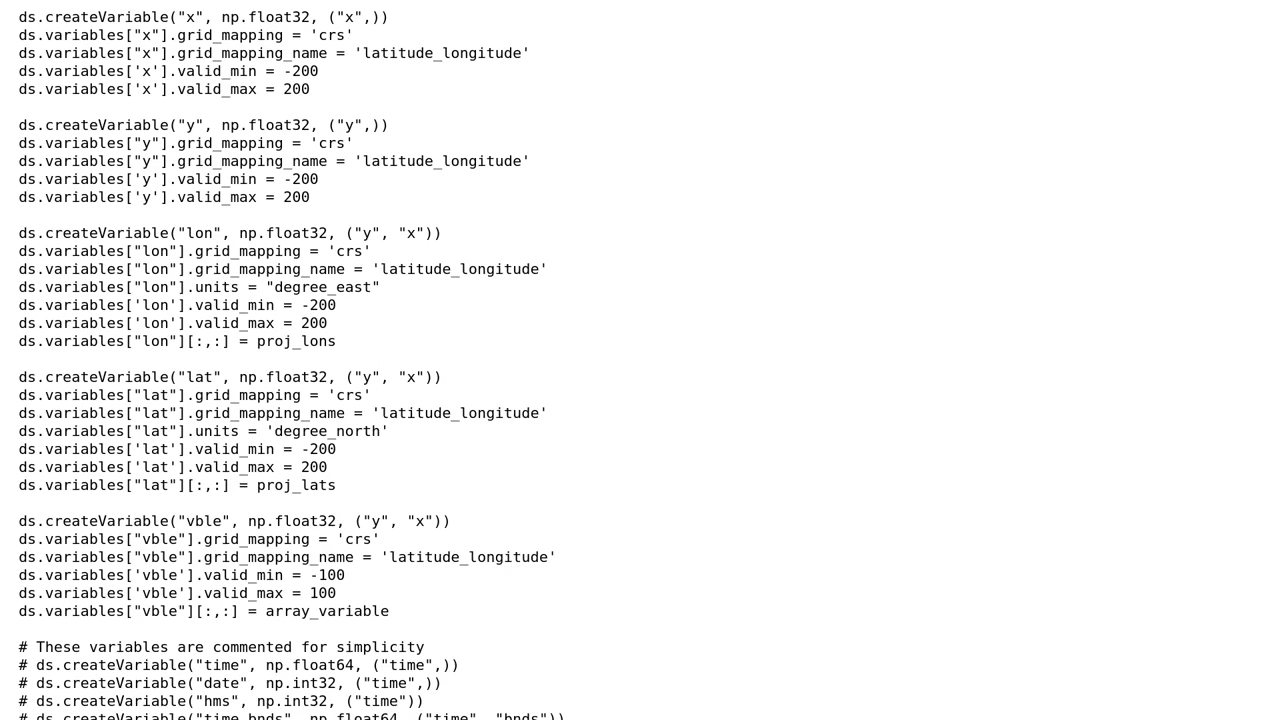 ds.createVariable("x", np.float32, ("x",))
ds.variables["x"].grid_mapping = 'crs'
ds.variables["x"].grid_mapping_name = 'latitude_longitude'
ds.variables['x'].valid_min = -200
ds.variables['x'].valid_max = 200
ds.createVariable("y", np.float32, ("y",))
ds.variables["y"].grid_mapping = 'crs'
ds.variables["y"].grid_mapping_name = 'latitude_longitude'
ds.variables['y'].valid_min = -200
ds.variables['y'].valid_max = 200
ds.createVariable("lon", np.float32, ("y", "x"))
ds.variables["lon"].grid_mapping = 'crs'
ds.variables["lon"].grid_mapping_name = 'latitude_longitude'
ds.variables["lon"].units = "degree_east"
ds.variables['lon'].valid_min = -200
ds.variables['lon'].valid_max = 200
ds.variables["lon"][:,:] = proj_lons
ds.createVariable("lat", np.float32, ("y", "x"))
ds.variables["lat"].grid_mapping = 'crs'
ds.variables["lat"].grid_mapping_name = 'latitude_longitude'
ds.variables["lat"].units = 'degree_north'
ds.variables['lat'].valid_min = -200
ds.variables['lat'].valid_max = 200
ds.variables["lat"][:,:] = proj_lats
ds.createVariable("vble", np.float32, ("y", "x"))
ds.variables["vble"].grid_mapping = 'crs'
ds.variables["vble"].grid_mapping_name = 'latitude_longitude'
ds.variables['vble'].valid_min = -100
ds.variables['vble'].valid_max = 100
ds.variables["vble"][:,:] = array_variable
# These variables are commented for simplicity
# ds.createVariable("time", np.float64, ("time",))
# ds.createVariable("date", np.int32, ("time",))
# ds.createVariable("hms", np.int32, ("time"))
# ds.createVariable("time_bnds", np.float64, ("time", "bnds"))